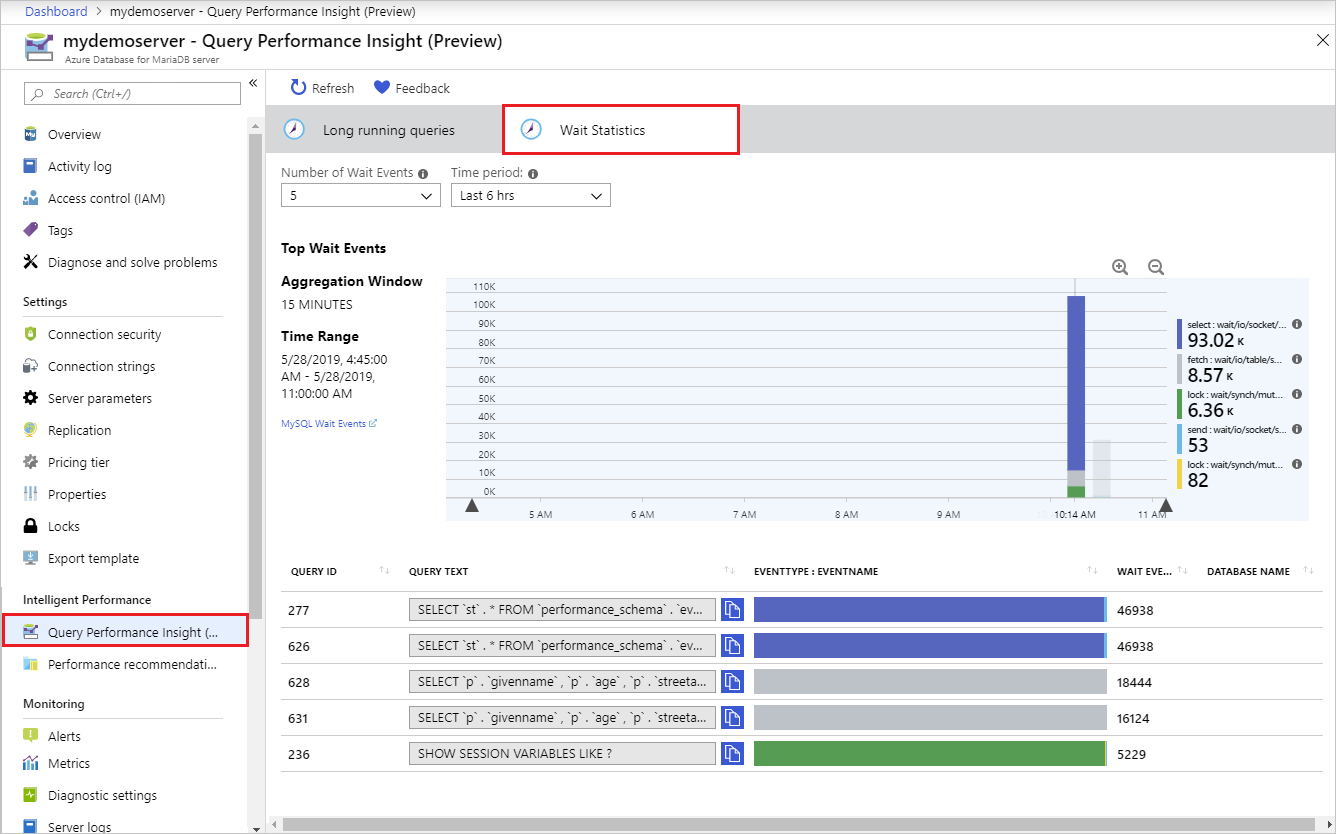 Dashboard > mydemoserver - Query Performance Insight (Preview)
mydemoserver - Query Performance Insight (Preview)
Azure Database for MariaDB server
Search (Ctrl+/)
Overview
Activity log
Access control (IAM)
Tags
Diagnose and solve problems
Settings
Connection security
Connection strings
Server parameters
Replication
Pricing tier
Properties
Locks
Export template
Intelligent Performance
Query Performance Insight (...
Performance recommendati...
Monitoring
Alerts
Metrics
Diagnostic settings
Server logs
Refresh Feedback
Long running queries Wait Statistics
Number of Wait Events Time period:
5 Last 6 hrs
Top Wait Events
Aggregation Window
15 MINUTES
Time Range
5/28/2019, 4:45:00
AM - 5/28/2019,
11:00:00 AM
MySQL Wait Events
110K
100K
90K
80K
70K
60K
50K
40K
30K
20K
10K
0K
5 AM 6 AM 7 AM 8 AM 9 AM 10:14 AM 11 AM
select : wait/io/socket/...
93.02 K
fetch : wait/io/table/s...
8.57 K
lock : wait/synch/mut...
6.36 K
send : wait/io/socket/s...
53
lock : wait/synch/mut...
82
QUERY ID QUERY TEXT EVENTTYPE : EVENTNAME WAIT EVE... DATABASE NAME
277 SELECT `st` . * FROM `performance_schema` . `ev... 46938
626 SELECT `st` . * FROM `performance_schema` . `ev... 46938
628 SELECT `p` . `givenname` , `p` . `age` , `p` . `streeta... 18444
631 SELECT `p` . `givenname` , `p` . `age` , `p` . `streeta... 16124
236 SHOW SESSION VARIABLES LIKE ? 5229